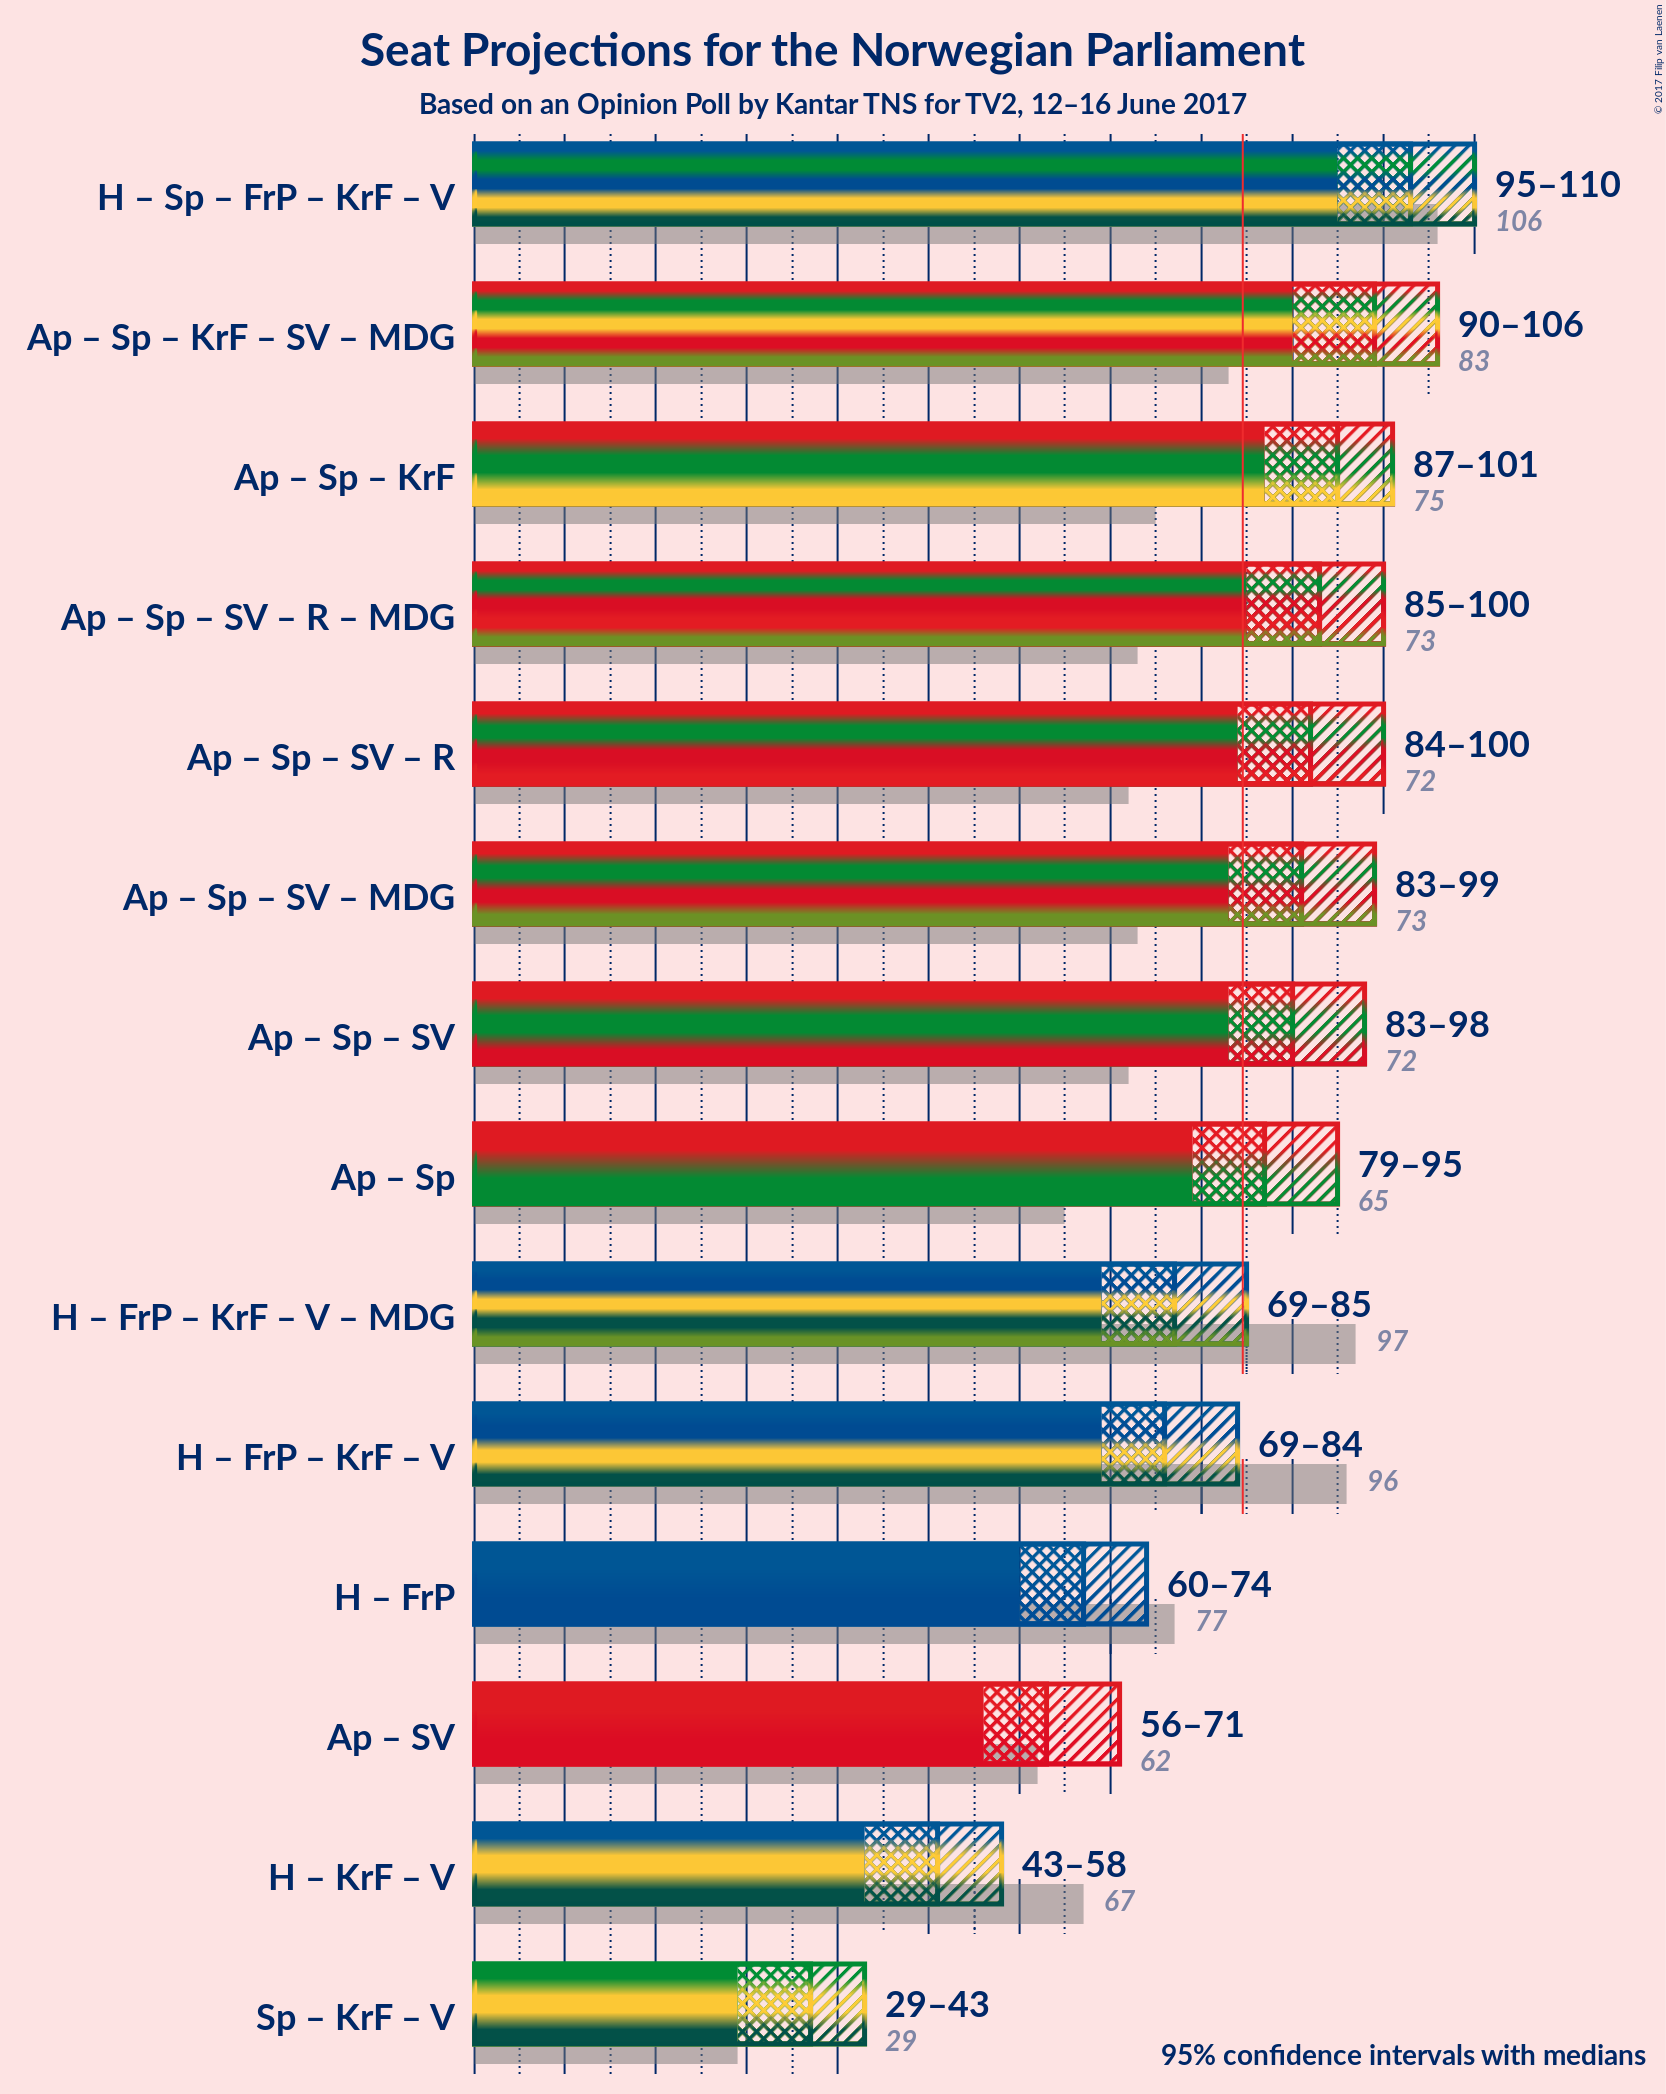 Seat Projections for the Norwegian Parliament
Based on an Opinion Poll by Kantar TNS for TV2, 12–16 June 2017
© 2017 Filip van Laenen
H – Sp – FrP – KrF – V
95–110
106
Ap – Sp – KrF – SV – MDG
90–106
83
Ap – Sp – KrF
87–101
75
Ap – Sp – SV – R – MDG
85–100
73
Ap – Sp – SV – R
84–100
72
Ap – Sp – SV – MDG
83–99
73
Ap – Sp – SV
83–98
72
Ap – Sp
79–95
65
H – FrP – KrF – V – MDG
69–85
97
H – FrP – KrF – V
69–84
96
H – FrP
60–74
77
Ap – SV
56–71
62
H – KrF – V
43–58
67
Sp – KrF – V
29–43
29
95% confidence intervals with medians